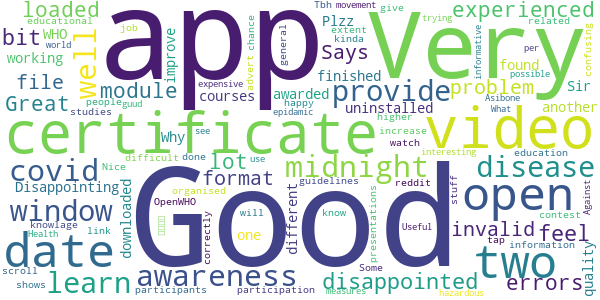 loaded educational app Very Tbh movement give experienced
bit WHO job Plzz related
trying
working well improve advert chance extent kinda general informative world per possible confusing
file Says finished found
Great module provide problem Sir
expensive courses awarded uninstalled another
people guud happy higher
studies epidamic Asibone
certificate video
Why see increase What education
difficult done use watch interesting
covid Nice lot midnight disease
Disappointing organised format guidelines open
window downloaded OpenWHO different reddit stuff Against
knowlage will know presentations Useful contest
Health link one correctly Some invalid feel quality
date Good tap information
scroll learn awareness two errors
shows participants participation disappointed
measures hazardous